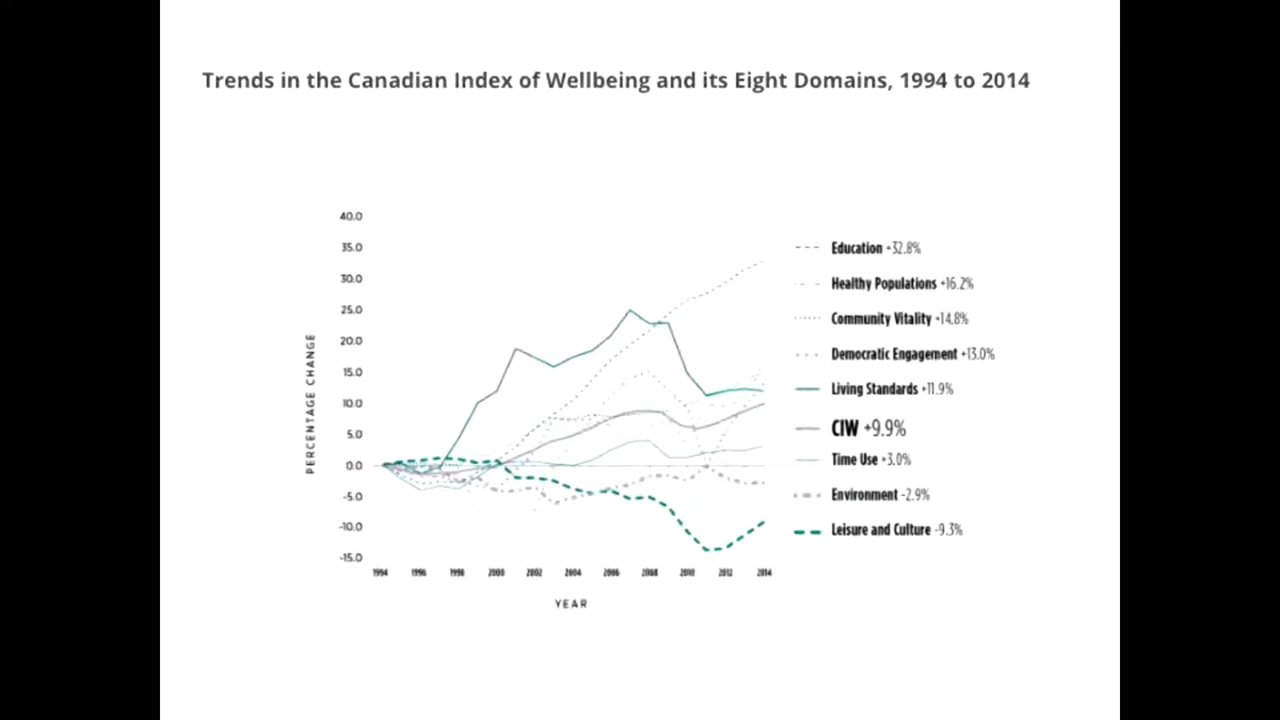 Trends in the Canadian Index of Wellbeing and its Eight Domains, 1994 to 2014
40.0
35.0
30.0
25.0
20.0
15.0
10.0
5.0
0.0
-5.0
-10.0
-15.0
PERCENTAGE CHANGE
1994 1996 1998 2000 2002 2004 2006 2008 2010 2012 2014
YEAR
Education +32.8%
Healthy Populations +16.2%
Community Vitality +14.8%
Democratic Engagement +13.0%
Living Standards +11.9%
CIW +9.9%
Time Use +3.0%
Environment -2.9%
Leisure and Culture -9.3%